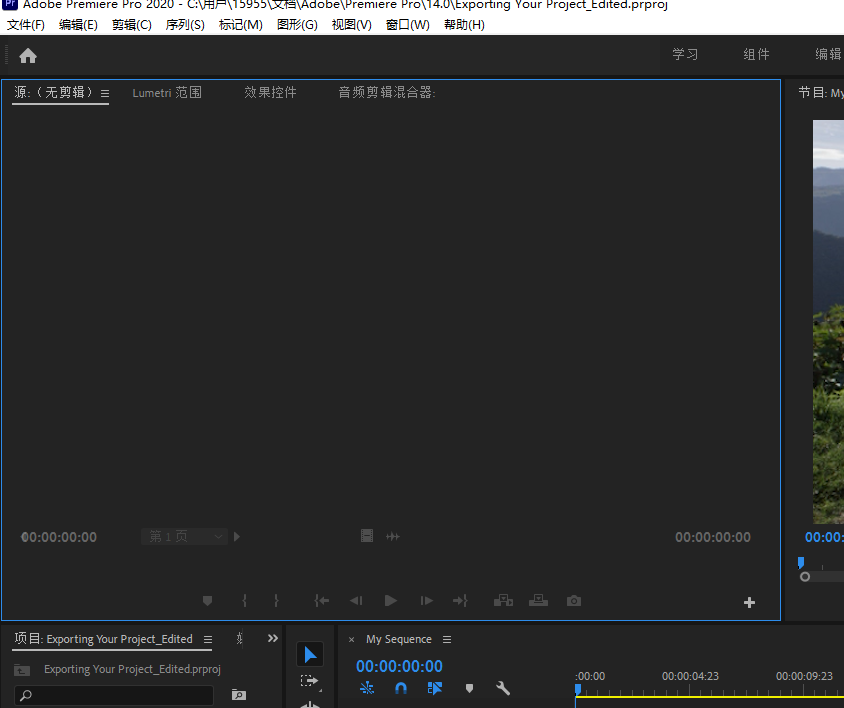 Adobe Premiere Pro 2020 - C:\用户\15955\文档\Adobe\Premiere Pro\14.0\Exporting Your Project_Edited.prproj
文件(F) 编辑(E) 剪辑(C) 序列(S) 标记(M) 图形(G) 视图(V) 窗口(W) 帮助(H)
学习 组件 编辑
源:（无剪辑） Lumetri 范围 效果控件 音频剪辑混合器: 节目: My
00:00:00:00 第 1 页 00:00:00:00 00:00:
项目: Exporting Your Project_Edited × My Sequence
Exporting Your Project_Edited.prproj 00:00:00:00
:00:00 00:00:04:23 00:00:09:23